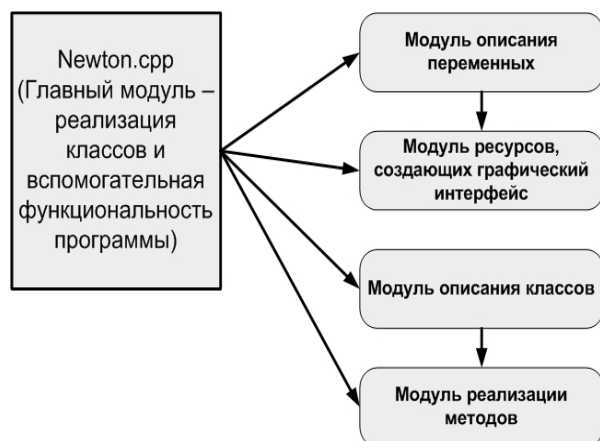 Newton.cpp
(Главный модуль –
реализация
классов и
вспомогательная
функциональность
программы)
Модуль описания
переменных
Модуль ресурсов,
создающих графический
интерфейс
Модуль описания классов
Модуль реализации
методов